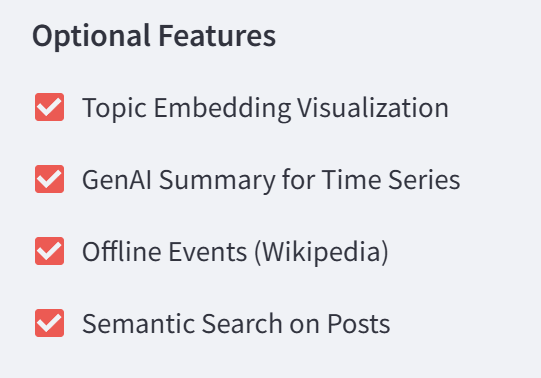 Optional Features
Topic Embedding Visualization
GenAI Summary for Time Series
Offline Events (Wikipedia)
Semantic Search on Posts